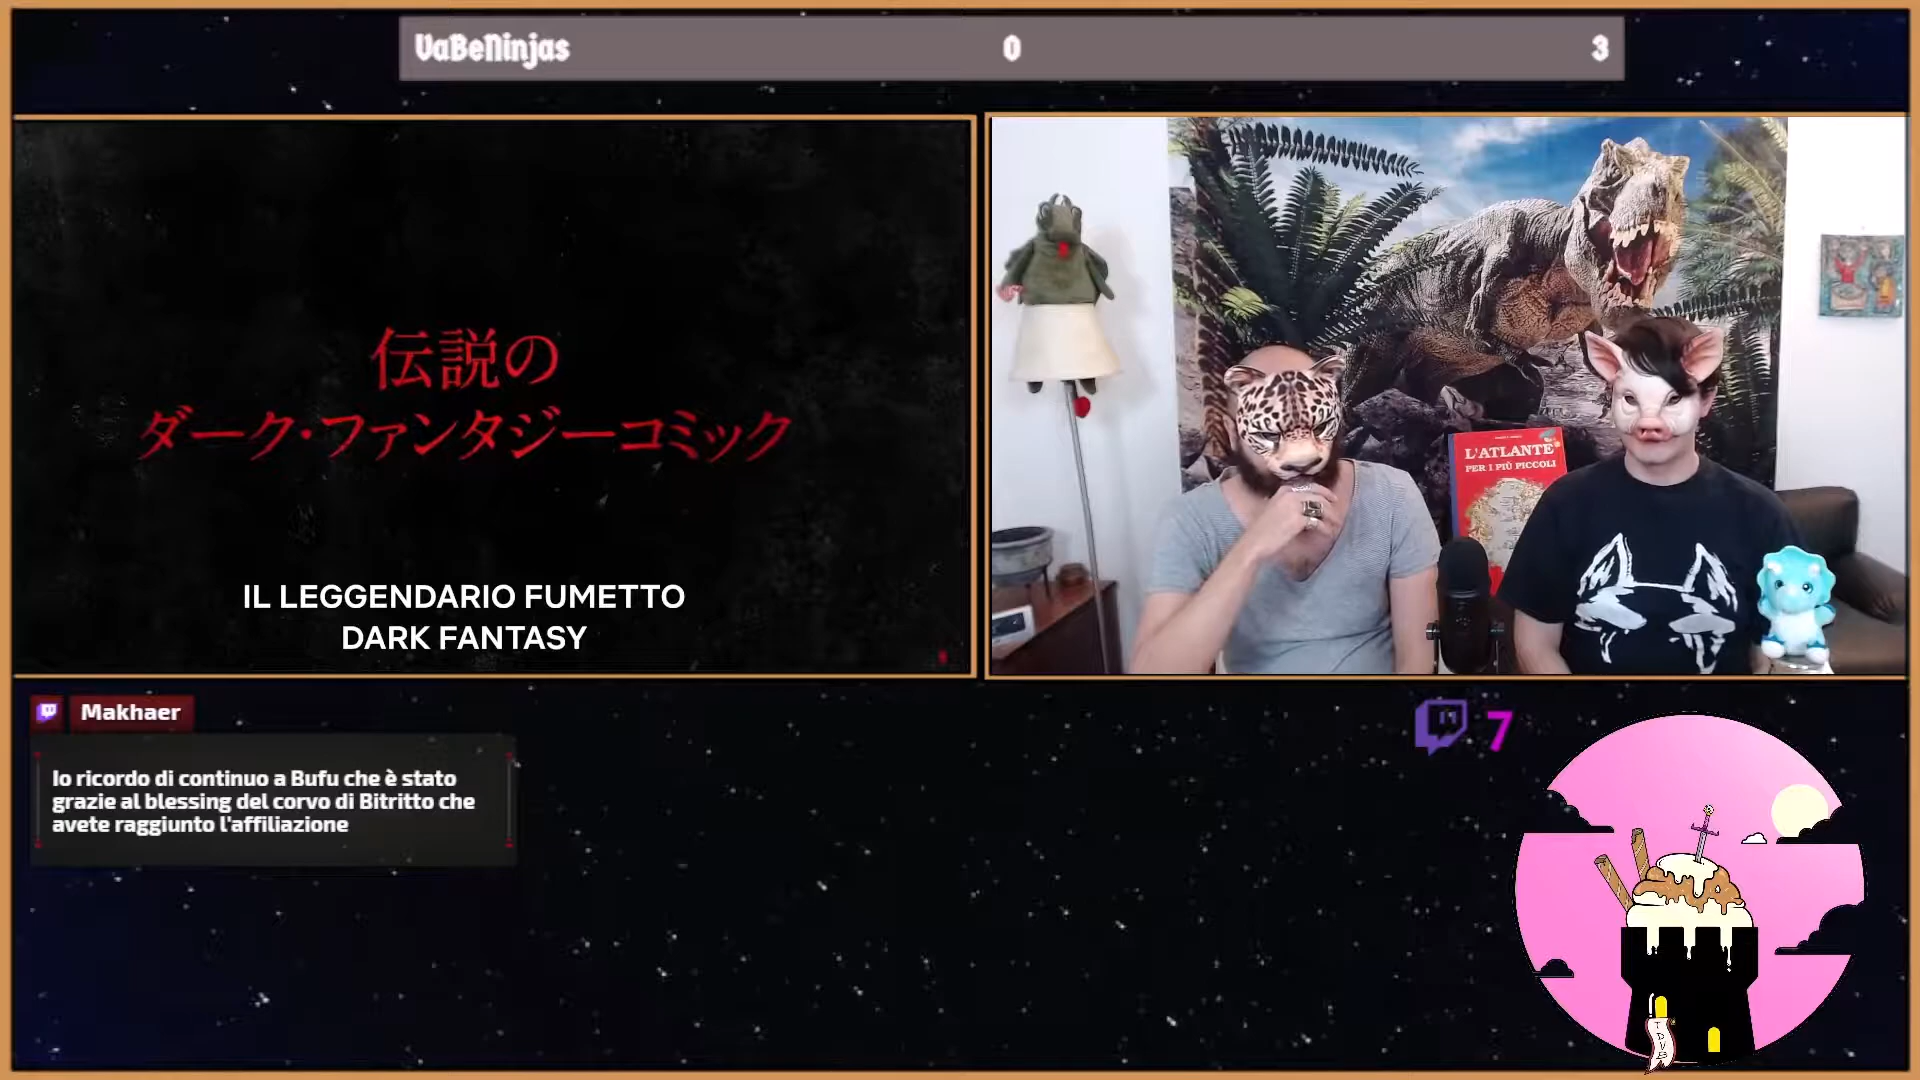 VaBeNinjas 0 3
伝説の
ダーク・ファンタジーコミック
IL LEGGENDARIO FUMETTO
DARK FANTASY
L'ATLANTE
PER I PIÙ PICCOLI
Makhaer
Io ricordo di continuo a Bufu che è stato
grazie al blessing del corvo di Bitritto che
avete raggiunto l'affiliazione
7